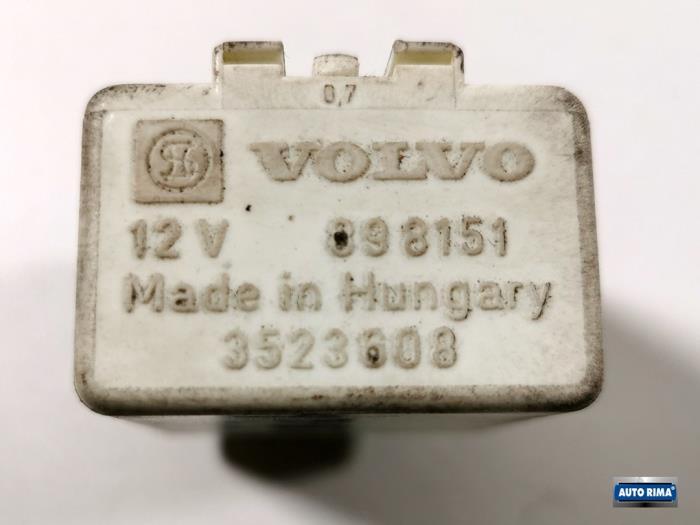 0,7
VOLVO
12 V 898151
Made in Hungary
3523608
AUTO RIMA®